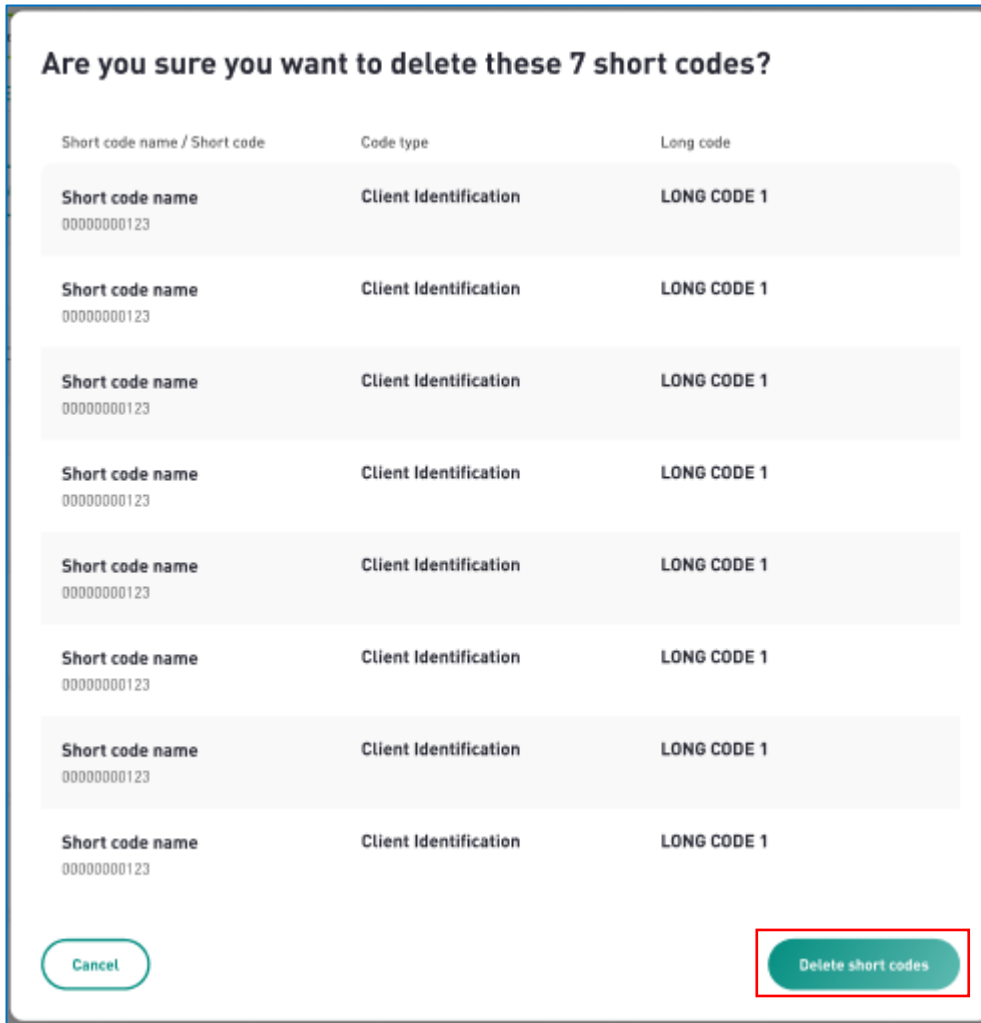 Are you sure you want to delete these 7 short codes?
Short code name / Short code Code type Long code
Short code name Client Identification LONG CODE 1
00000000123
Short code name Client Identification LONG CODE 1
00000000123
Short code name Client Identification LONG CODE 1
00000000123
Short code name Client Identification LONG CODE 1
00000000123
Short code name Client Identification LONG CODE 1
00000000123
Short code name Client Identification LONG CODE 1
00000000123
Short code name Client Identification LONG CODE 1
00000000123
Short code name Client Identification LONG CODE 1
00000000123
Cancel Delete short codes